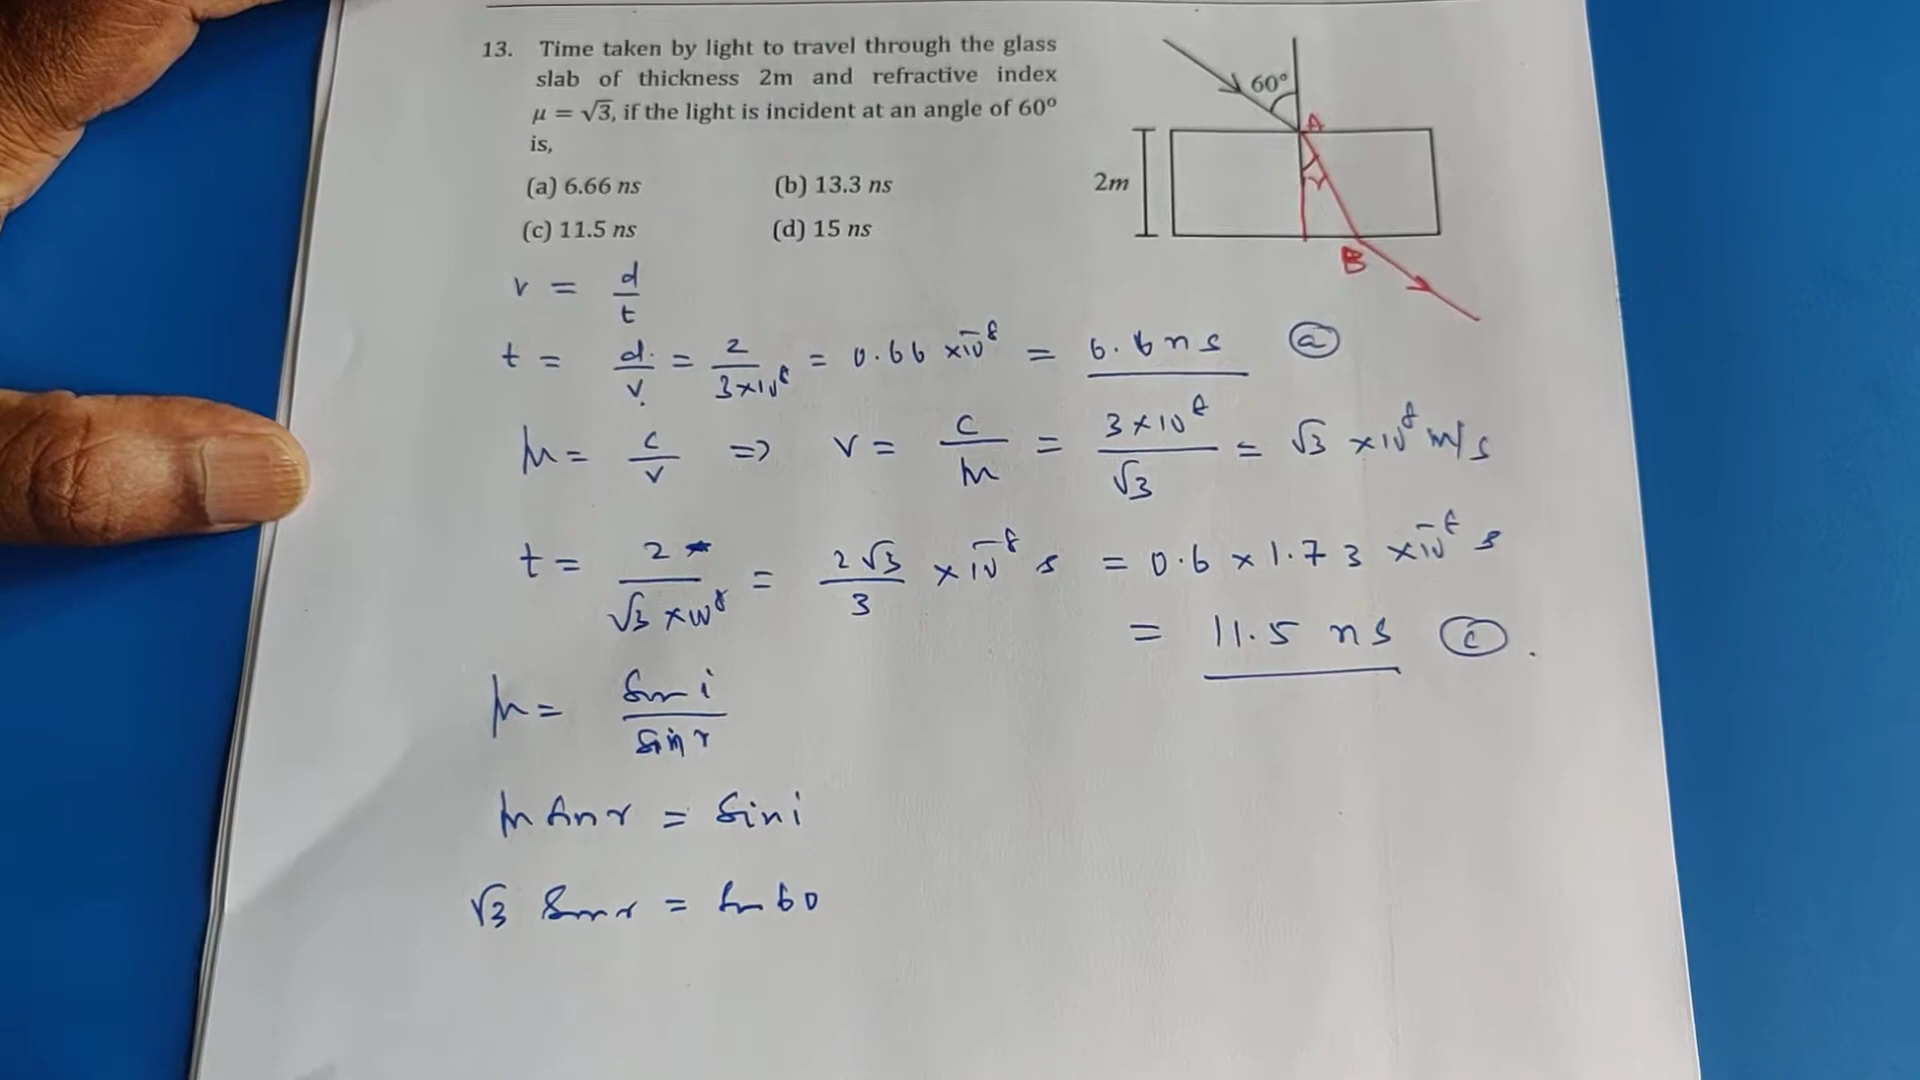 13. Time taken by light to travel through the glass
slab of thickness 2m and refractive index
μ = √3, if the light is incident at an angle of 60°
is,
(a) 6.66 ns (b) 13.3 ns
(c) 11.5 ns (d) 15 ns
60°
A
2m
r
B
v = d/t
t = d/v = 2/3×10⁸ = 0.66 ×10⁻⁸ = 6.6 ns (a)
μ = c/v => v = c/μ = 3×10⁸/√3 = √3 ×10⁸ m/s
t = 2/√3 ×10⁸ = 2√3/3 ×10⁻⁸ s = 0.6 × 1.73 ×10⁻⁸ s
= 11.5 ns (c).
μ = sin i/sin r
μ sin r = sin i
√3 sin r = sin 60